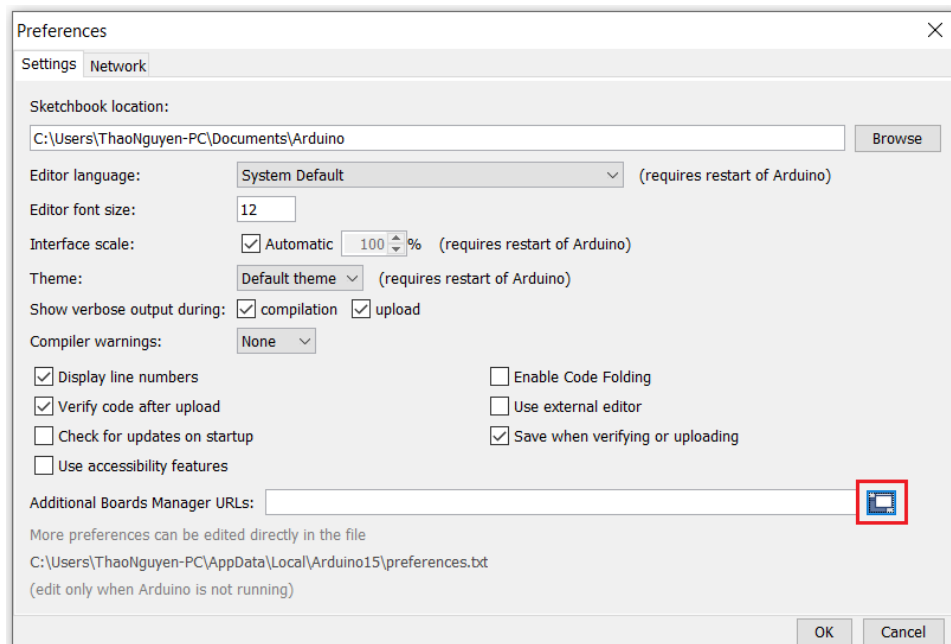 Preferences
Settings Network
Sketchbook location:
C:\Users\ThaoNguyen-PC\Documents\Arduino Browse
Editor language: System Default (requires restart of Arduino)
Editor font size: 12
Interface scale: Automatic 100 % (requires restart of Arduino)
Theme: Default theme (requires restart of Arduino)
Show verbose output during: compilation upload
Compiler warnings: None
Display line numbers Enable Code Folding
Verify code after upload Use external editor
Check for updates on startup Save when verifying or uploading
Use accessibility features
Additional Boards Manager URLs:
More preferences can be edited directly in the file
C:\Users\ThaoNguyen-PC\AppData\Local\Arduino15\preferences.txt
(edit only when Arduino is not running)
OK Cancel